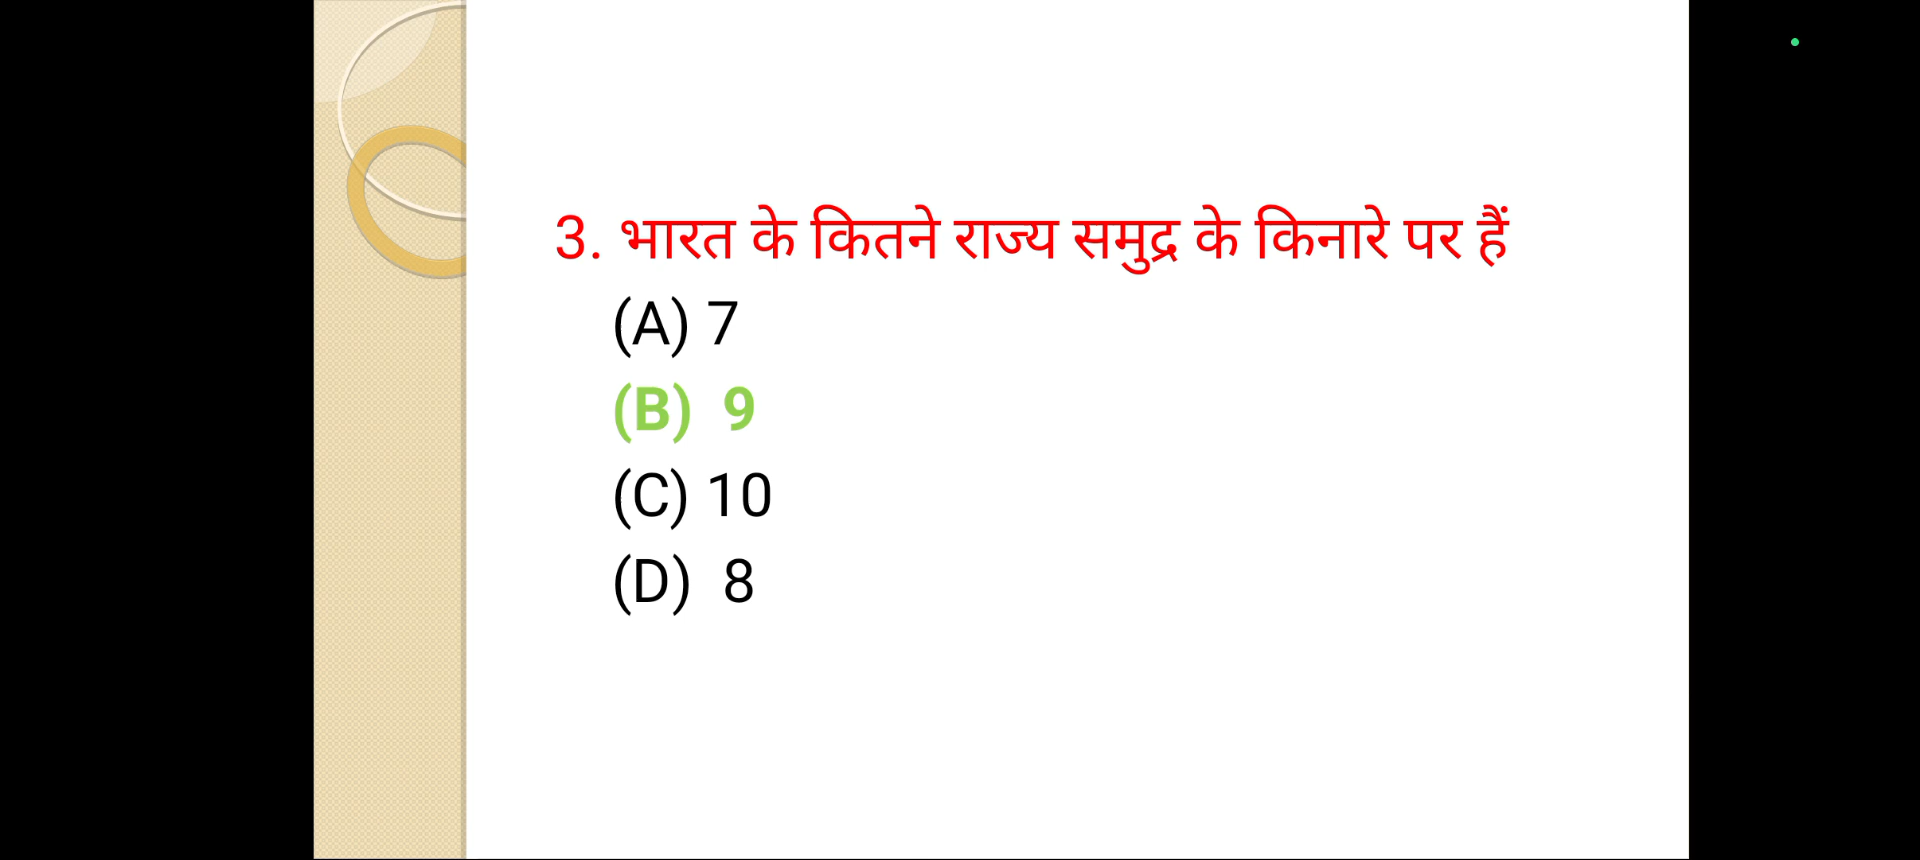 3. भारत के कितने राज्य समुद्र के किनारे पर हैं
(A) 7
(B) 9
(C) 10
(D) 8